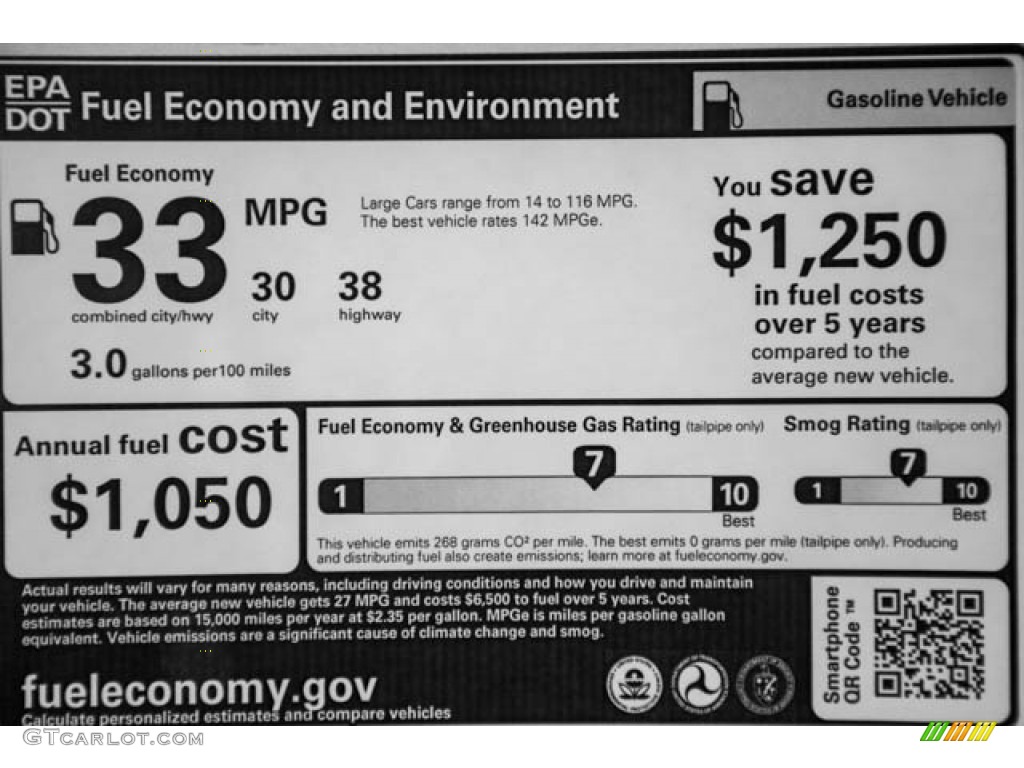 EPA
DOT
Fuel Economy and Environment
Gasoline Vehicle
Fuel Economy
33
MPG
combined city/hwy
30
city
38
highway
3.0 gallons per100 miles
Large Cars range from 14 to 116 MPG.
The best vehicle rates 142 MPGe.
You save
$1,250
in fuel costs
over 5 years
compared to the
average new vehicle.
Annual fuel cost
$1,050
Fuel Economy & Greenhouse Gas Rating (tailpipe only)
7
1
10
Best
Smog Rating (tailpipe only)
7
1
10
Best
This vehicle emits 268 grams CO² per mile. The best emits 0 grams per mile (tailpipe only). Producing
and distributing fuel also create emissions; learn more at fueleconomy.gov.
Actual results will vary for many reasons, including driving conditions and how you drive and maintain
your vehicle. The average new vehicle gets 27 MPG and costs $6,500 to fuel over 5 years. Cost
estimates are based on 15,000 miles per year at $2.35 per gallon. MPGe is miles per gasoline gallon
equivalent. Vehicle emissions are a significant cause of climate change and smog.
fueleconomy.gov
Calculate personalized estimates and compare vehicles
Smartphone
QR Code ™
GTcarlot.com